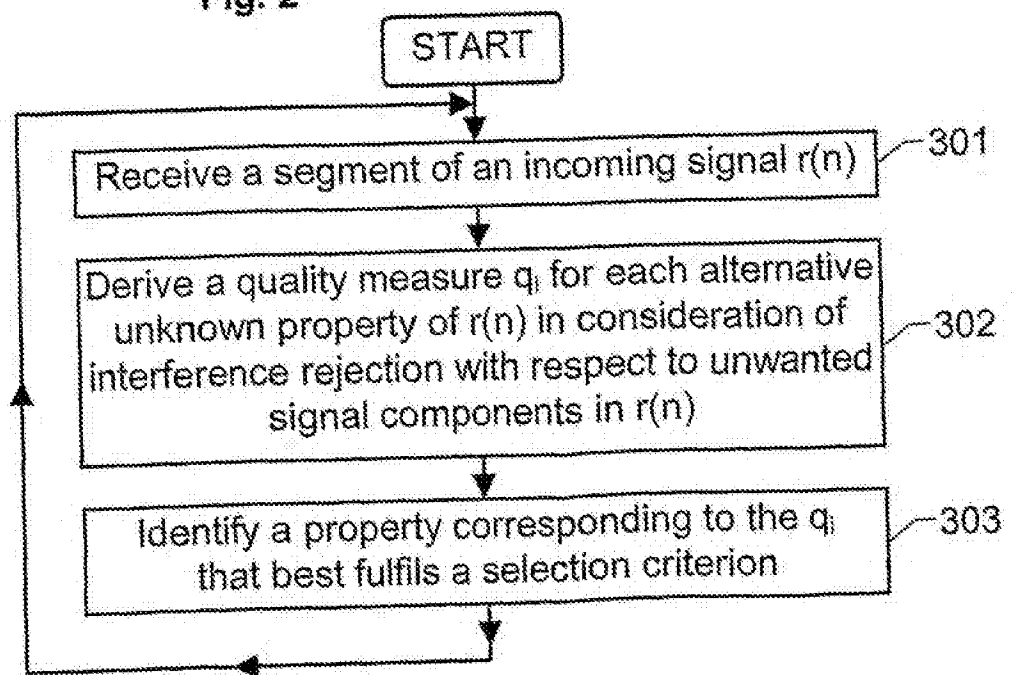 Fig. 2
START
Receive a segment of an incoming signal r(n)
301
Derive a quality measure qᵢ for each alternative
unknown property of r(n) in consideration of
interference rejection with respect to unwanted
signal components in r(n)
302
Identify a property corresponding to the qᵢ
that best fulfils a selection criterion
303